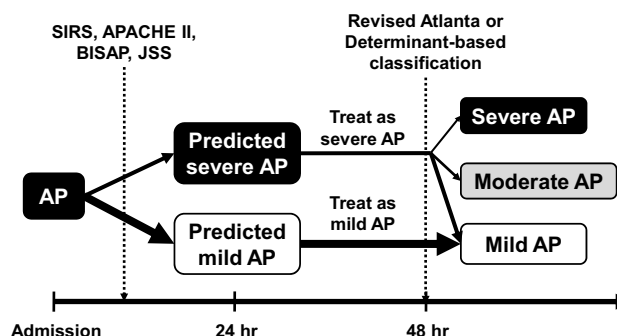 SIRS, APACHE II,
BISAP, JSS
Revised Atlanta or
Determinant-based
classification
AP
Predicted
severe AP
Treat as
severe AP
Severe AP
Moderate AP
Predicted
mild AP
Treat as
mild AP
Mild AP
Admission
24 hr
48 hr